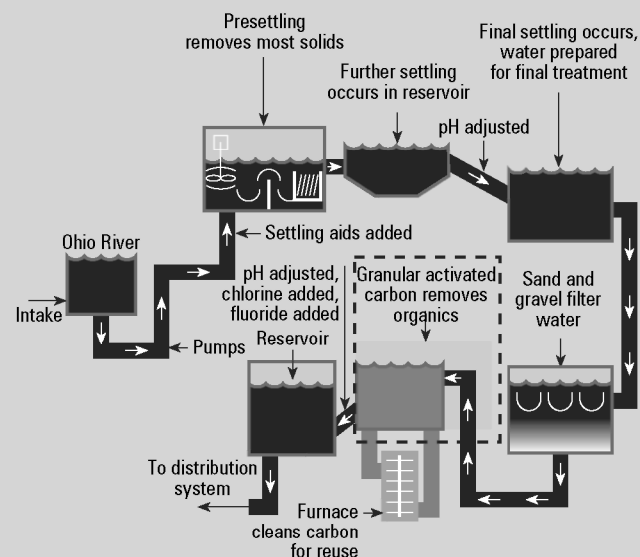 Presettling
removes most solids
Final settling occurs,
water prepared
for final treatment
Further settling
occurs in reservoir
pH adjusted
Settling aids added
Ohio River
Intake
Pumps
pH adjusted,
chlorine added,
fluoride added
Reservoir
Granular activated
carbon removes
organics
Sand and
gravel filter
water
To distribution
system
Furnace
cleans carbon
for reuse